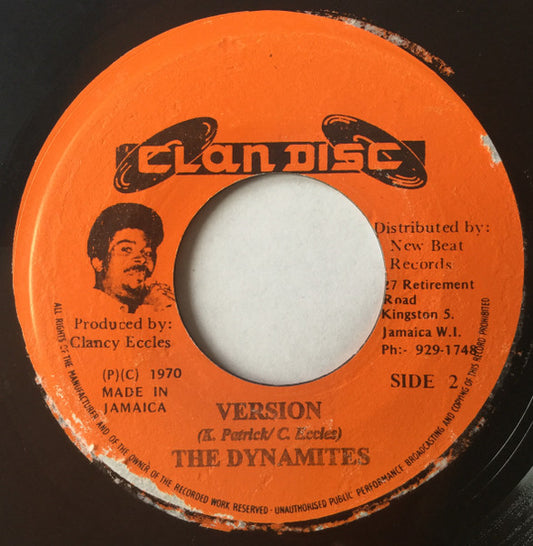 CLAN DISC
Distributed by:
New Beat
Records
27 Retirement
Road
Kingston 5.
Jamaica W.I.
Ph:- 929-1748
Produced by:
Clancy Eccles
(P)(C) 1970
MADE IN
JAMAICA
SIDE 2
VERSION
(K. Patrick/ C. Eccles)
THE DYNAMITES
ALL RIGHTS OF THE MANUFACTURER AND OF THE OWNER OF THE RECORDED WORK RESERVED - UNAUTHORISED PUBLIC PERFORMANCE BROADCASTING AND COPYING OF THIS RECORD PROHIBITED